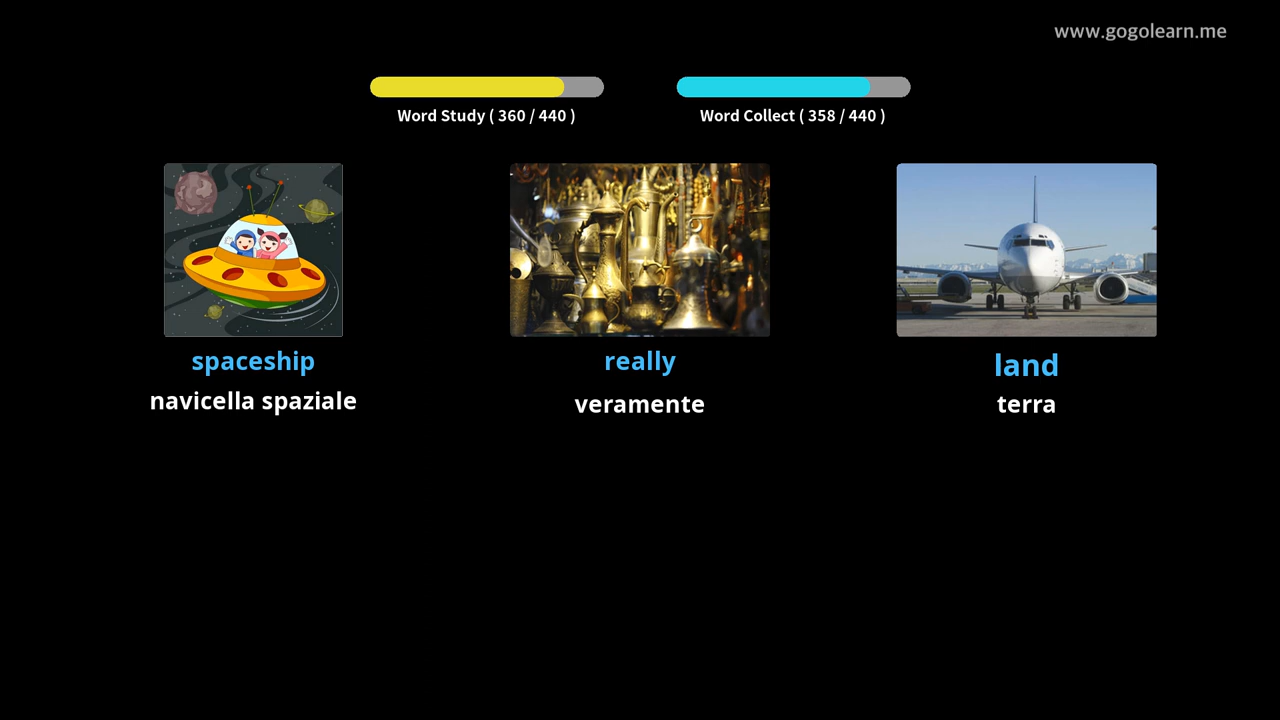 www.gogolearn.me
Word Study ( 360 / 440 )
Word Collect ( 358 / 440 )
spaceship
navicella spaziale
really
veramente
land
terra